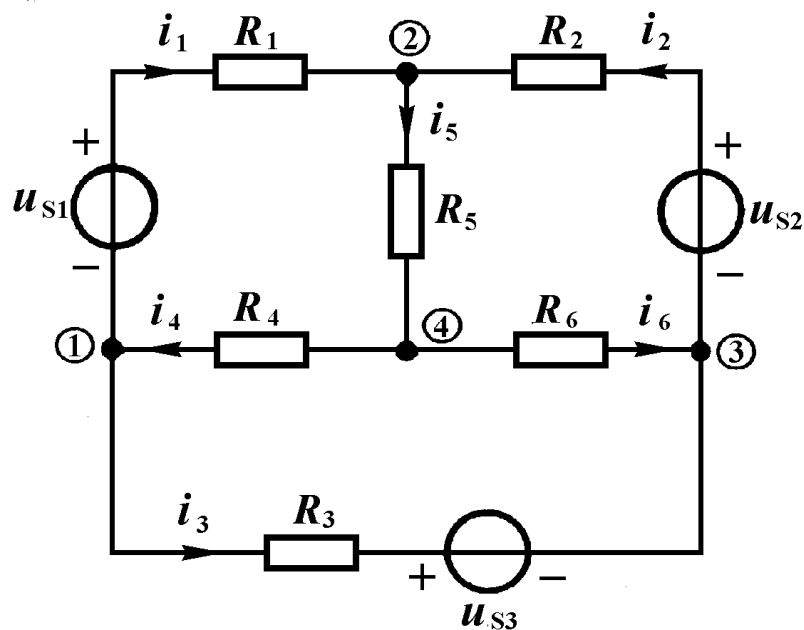 i₁ R₁ ② R₂ i₂
+ i₅ +
uS1 R₅ uS2
− −
① i₄ R₄ ④ R₆ i₆ ③
i₃ R₃
+ −
uS3